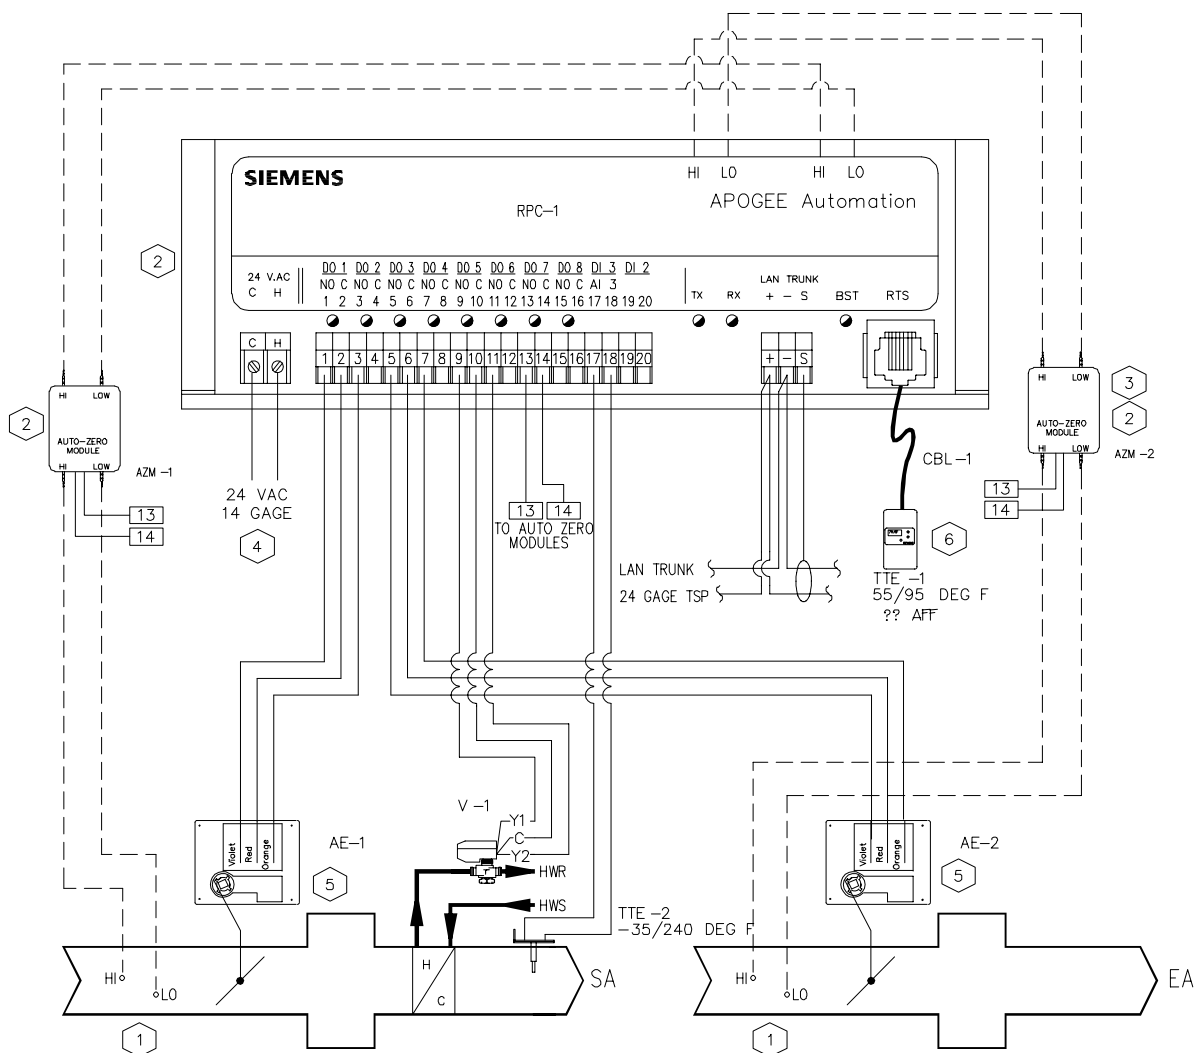 HI LO HI LO
SIEMENS
APOGEE Automation
RPC-1
2
24 V.AC
C H
DO 1 DO 2 DO 3 DO 4 DO 5 DO 6 DO 7 DO 8 DI 3 DI 2
NO C NO C NO C NO C NO C NO C NO C NO C AI 3
1 2 3 4 5 6 7 8 9 10 11 12 13 14 15 16 17 18 19 20
TX RX
LAN TRUNK
+ - S
BST RTS
C H
1 2 3 4 5 6 7 8 9 10 11 12 13 14 15 16 17 18 19 20
+ - S
HI LOW
AUTO-ZERO
MODULE
HI LOW
2
AZM -1
13
14
HI LOW
AUTO-ZERO
MODULE
HI LOW
3
2
AZM -2
13
14
24 VAC
14 GAGE
4
13 14
TO AUTO ZERO
MODULES
CBL-1
6
LAN TRUNK
24 GAGE TSP
TTE -1
55/95 DEG F
?? AFF
V -1
Y1
C
Y2
HWR
HWS
Violet
Red
Orange
AE-1
5
Violet
Red
Orange
AE-2
5
TTE -2
-35/240 DEG F
HI
LO
H
C
SA
1
HI
LO
EA
1